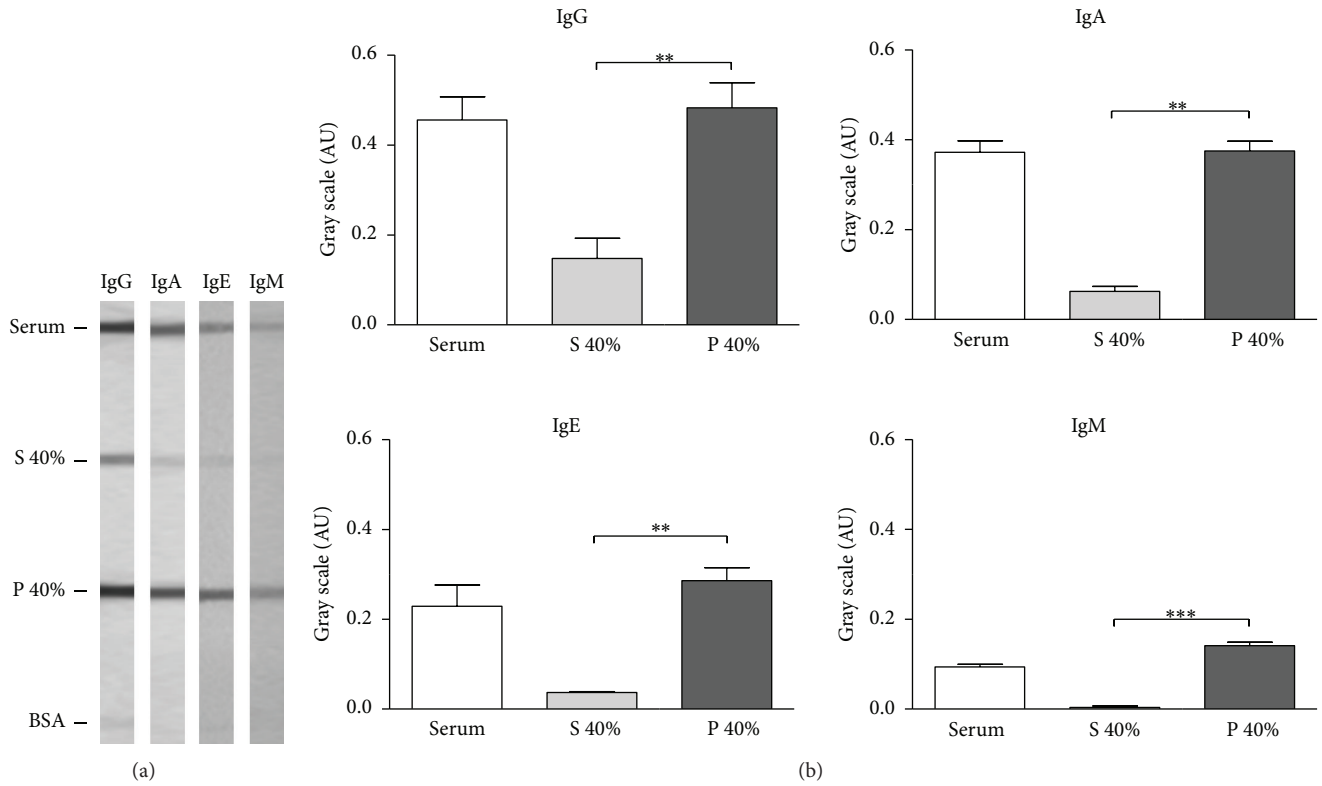 IgG IgA IgE IgM
Serum
S 40%
P 40%
BSA
(a)
IgG
Gray scale (AU)
0.6
0.4
0.2
0.0
**
Serum S 40% P 40%
IgA
Gray scale (AU)
0.6
0.4
0.2
0.0
**
Serum S 40% P 40%
IgE
Gray scale (AU)
0.6
0.4
0.2
0.0
**
Serum S 40% P 40%
IgM
Gray scale (AU)
0.6
0.4
0.2
0.0
***
Serum S 40% P 40%
(b)